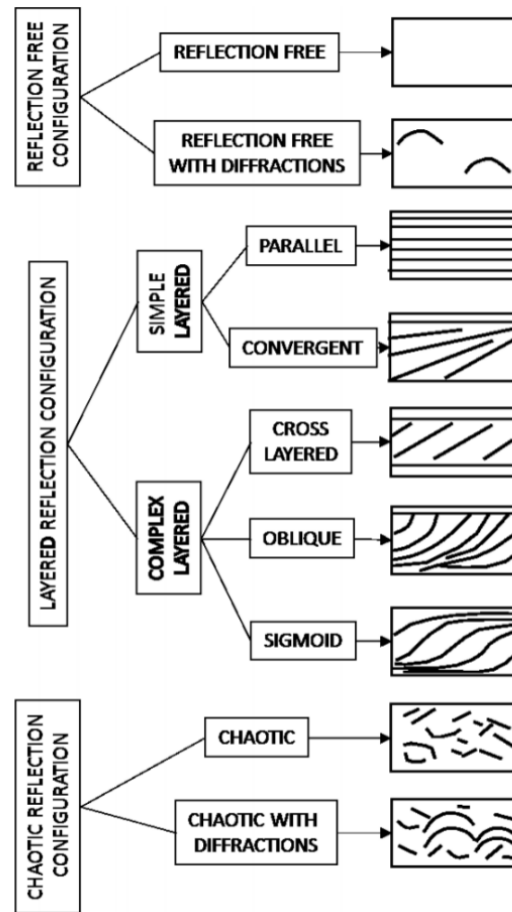 REFLECTION FREE
CONFIGURATION
REFLECTION FREE
REFLECTION FREE
WITH DIFFRACTIONS
LAYERED REFLECTION CONFIGURATION
SIMPLE
LAYERED
PARALLEL
CONVERGENT
COMPLEX
LAYERED
CROSS
LAYERED
OBLIQUE
SIGMOID
CHAOTIC REFLECTION
CONFIGURATION
CHAOTIC
CHAOTIC WITH
DIFFRACTIONS